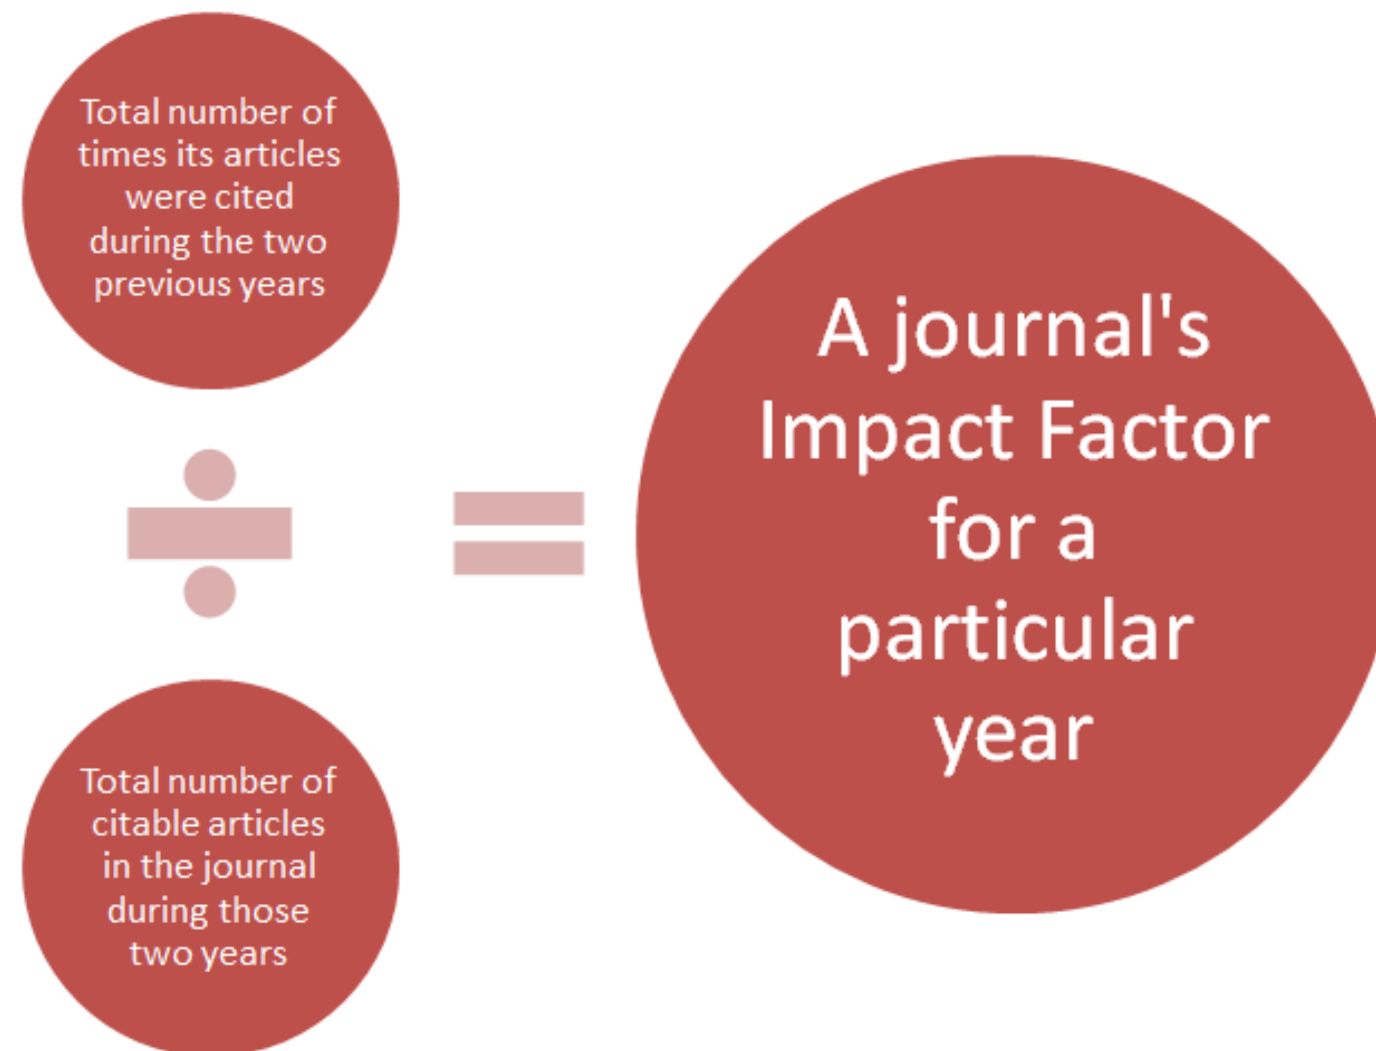 Total number of
times its articles
were cited
during the two
previous years
÷
Total number of
citable articles
in the journal
during those
two years
=
A journal's
Impact Factor
for a
particular
year